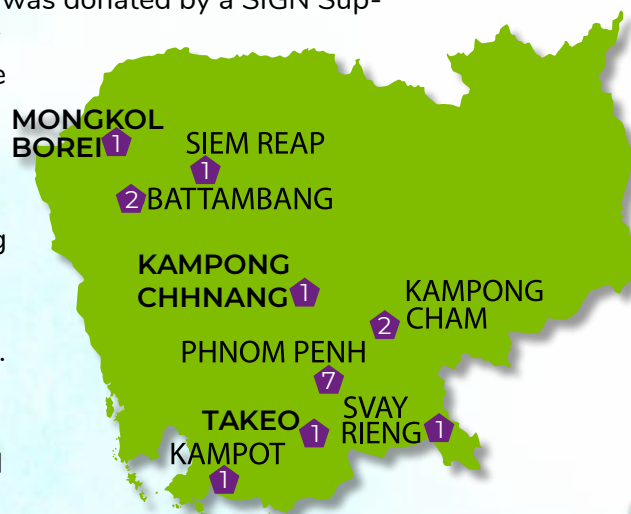 was donated by a SIGN Sup-
e
MONGKOL
BOREI 1
SIEM REAP
1
2 BATTAMBANG
g
KAMPONG
CHHNANG 1
KAMPONG
2 CHAM
.
PHNOM PENH
7
TAKEO 1
SVAY
RIENG 1
KAMPOT
1